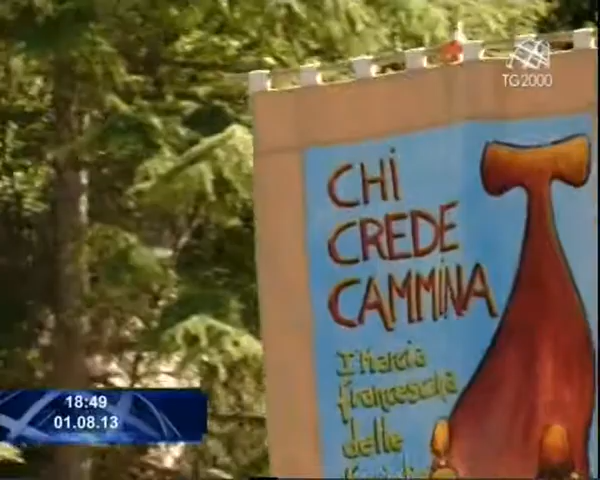 TG2000
CHI
CREDE
CAMMINA
I Marcia
francescana
delle
18:49
01.08.13